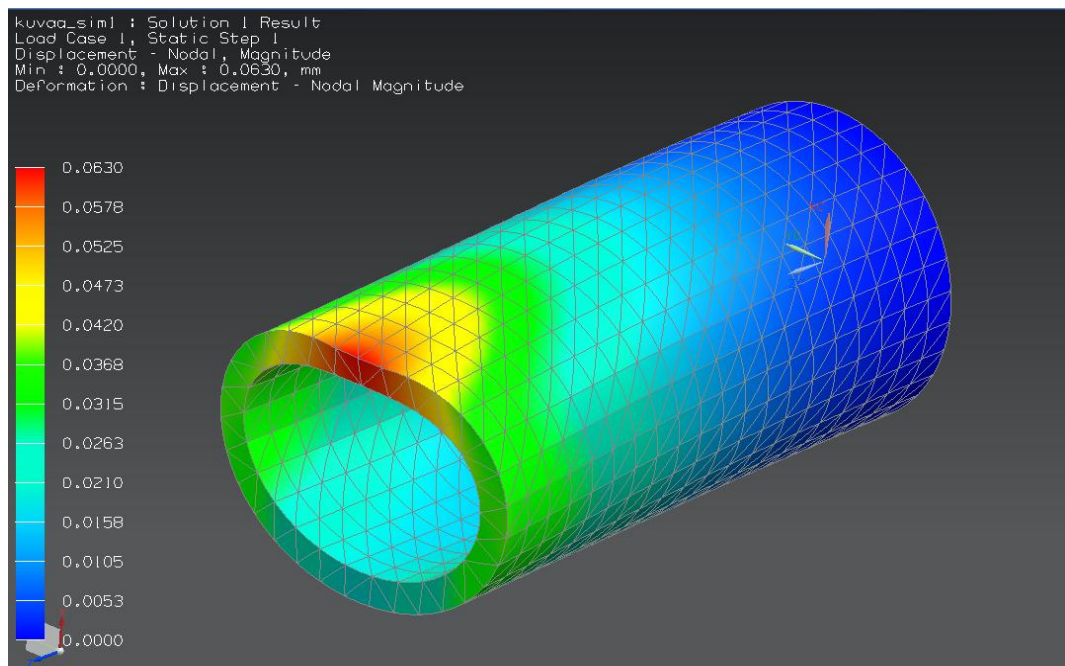 kuvaa_sim1 : Solution 1 Result
Load Case 1, Static Step 1
Displacement - Nodal, Magnitude
Min : 0.0000, Max : 0.0630, mm
Deformation : Displacement - Nodal Magnitude
0.0630
0.0578
0.0525
0.0473
0.0420
0.0368
0.0315
0.0263
0.0210
0.0158
0.0105
0.0053
0.0000